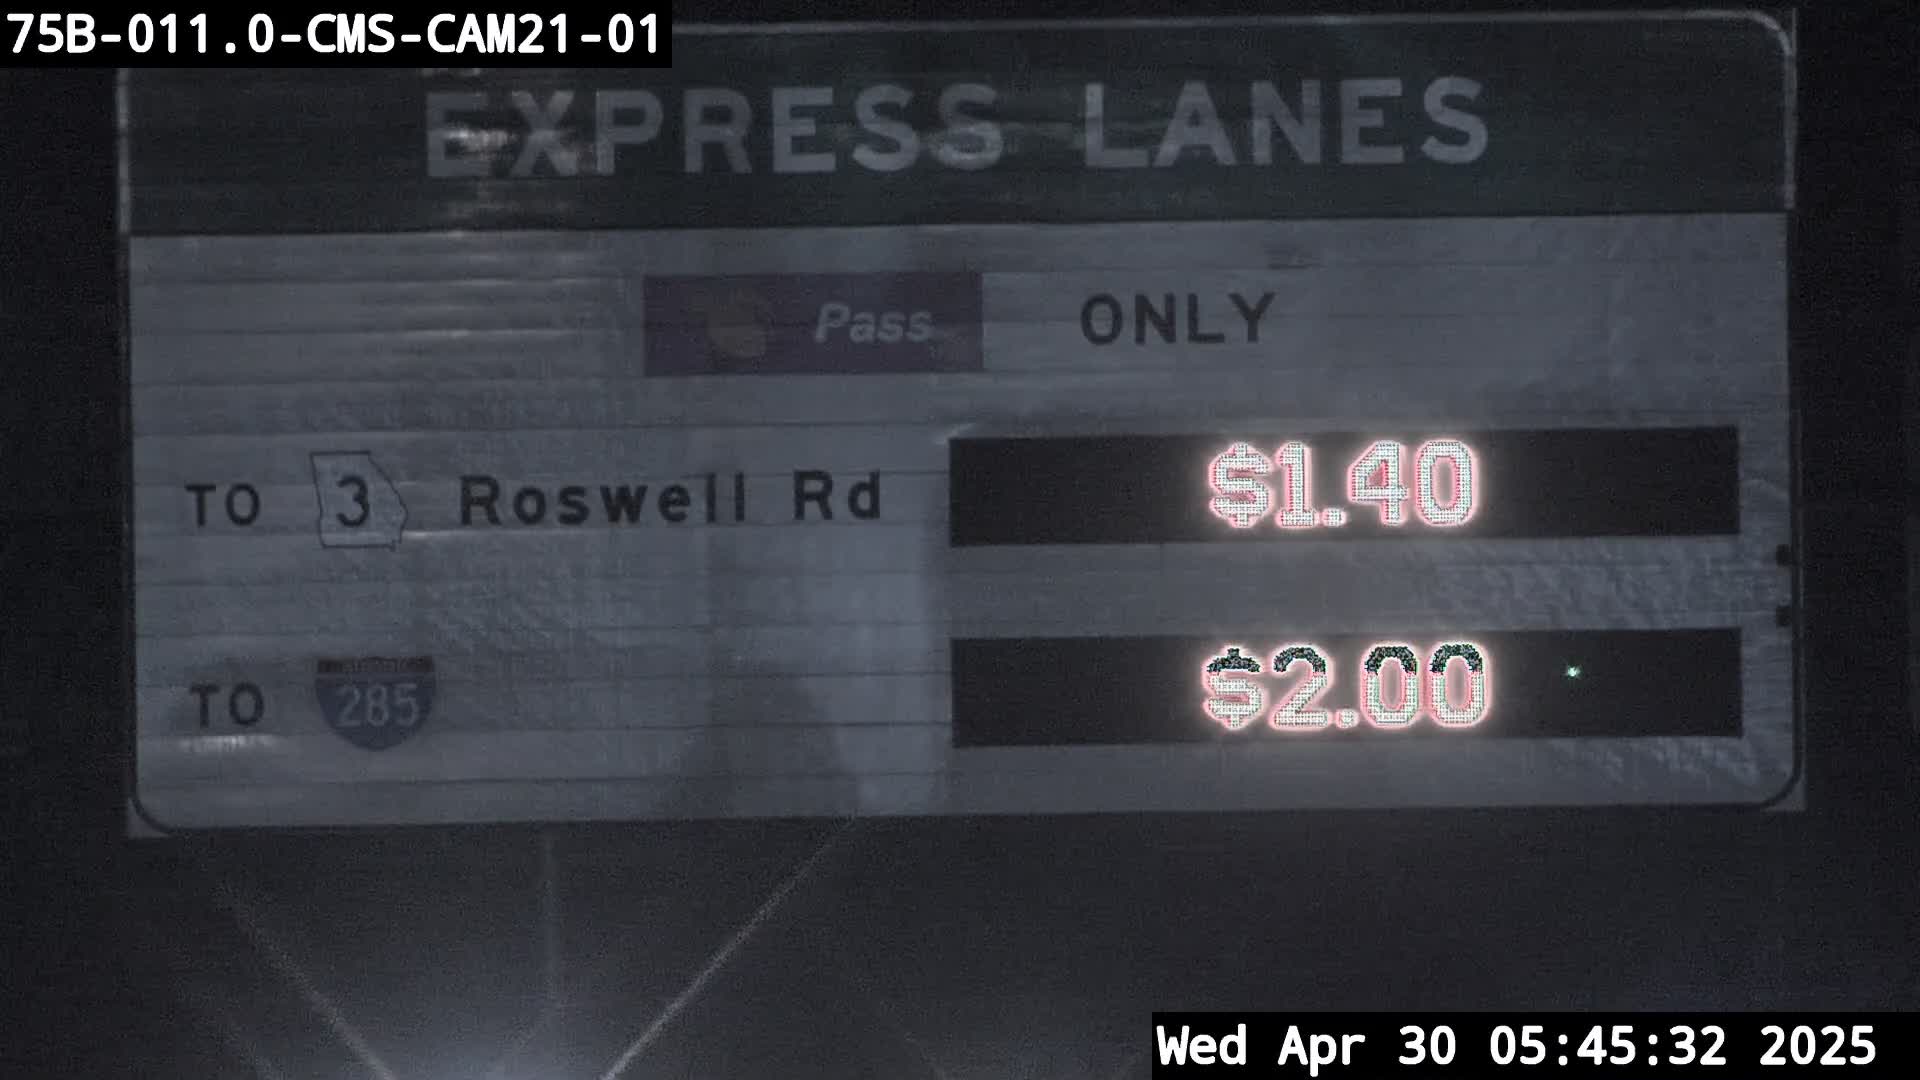 75B-011.0-CMS-CAM21-01
EXPRESS LANES
Pass ONLY
TO 3 Roswell Rd $1.40
TO 285 $2.00
Wed Apr 30 05:45:32 2025